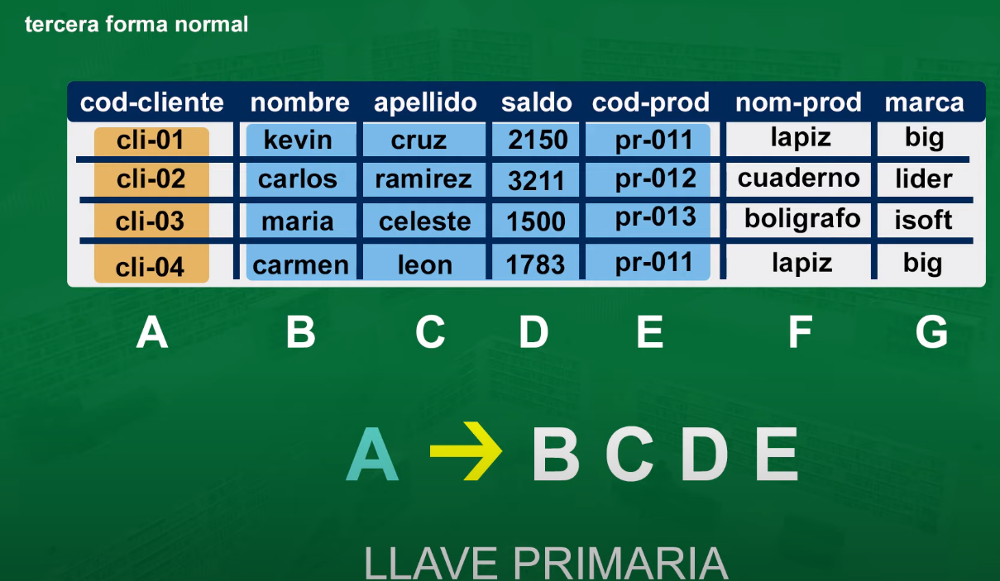 tercera forma normal
cod-cliente nombre apellido saldo cod-prod nom-prod marca
cli-01 kevin cruz 2150 pr-011 lapiz big
cli-02 carlos ramirez 3211 pr-012 cuaderno lider
cli-03 maria celeste 1500 pr-013 boligrafo isoft
cli-04 carmen leon 1783 pr-011 lapiz big
A B C D E F G
A → B C D E
LLAVE PRIMARIA